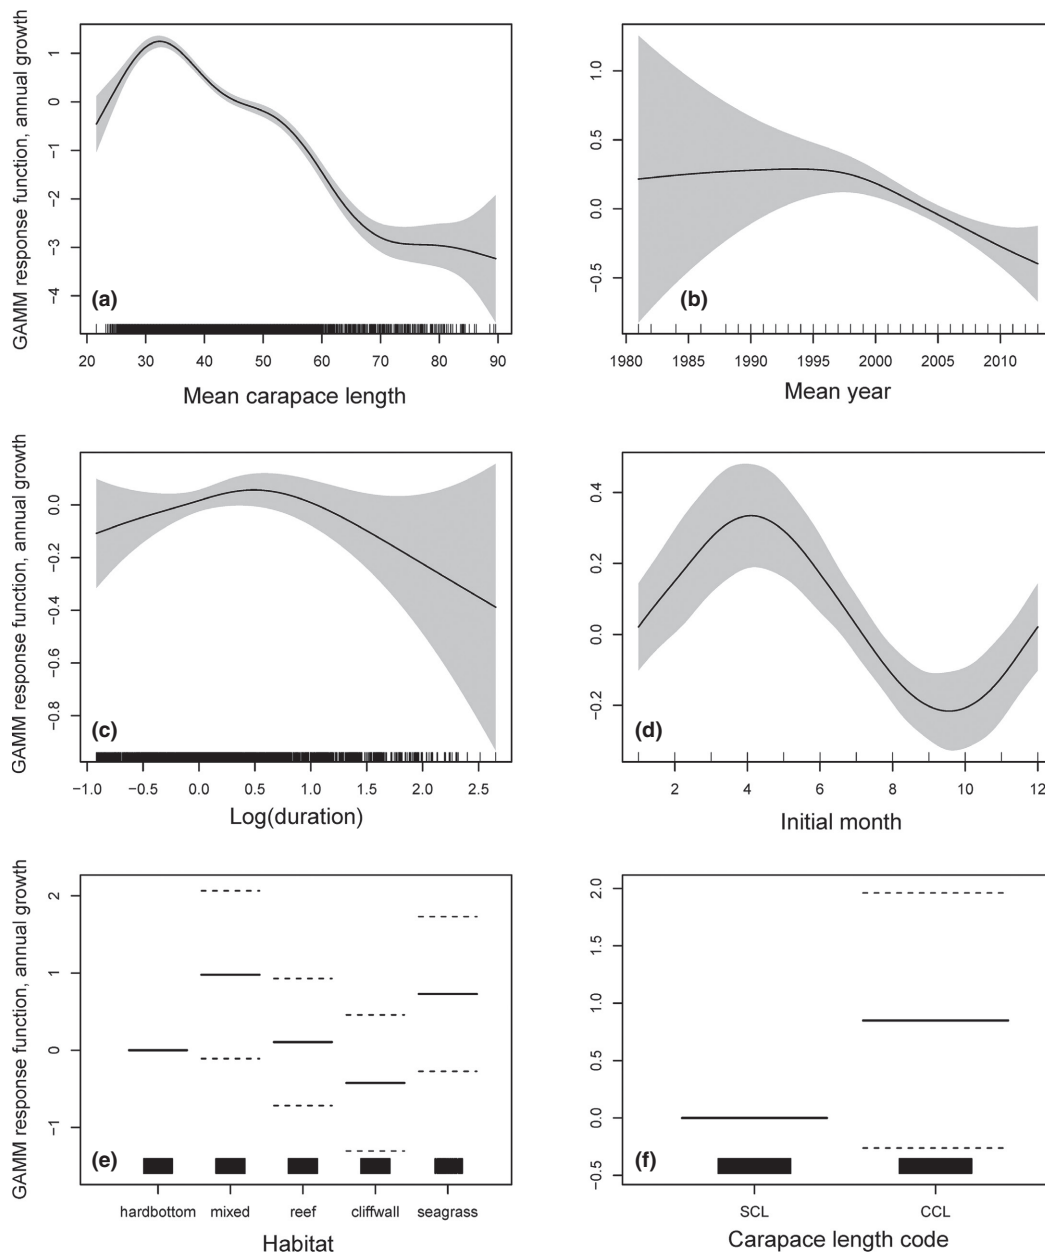 GAMM response function, annual growth
1
0
−1
−2
−3
−4
(a)
20 30 40 50 60 70 80 90
Mean carapace length
1.0
0.5
0.0
−0.5
(b)
1980 1985 1990 1995 2000 2005 2010
Mean year
GAMM response function, annual growth
0.0
−0.2
−0.4
−0.6
−0.8
(c)
−1.0 −0.5 0.0 0.5 1.0 1.5 2.0 2.5
Log(duration)
0.4
0.2
0.0
−0.2
(d)
2 4 6 8 10 12
Initial month
GAMM response function, annual growth
2
1
0
−1
(e)
hardbottom mixed reef cliffwall seagrass
Habitat
2.0
1.5
1.0
0.5
0.0
−0.5
(f)
SCL CCL
Carapace length code